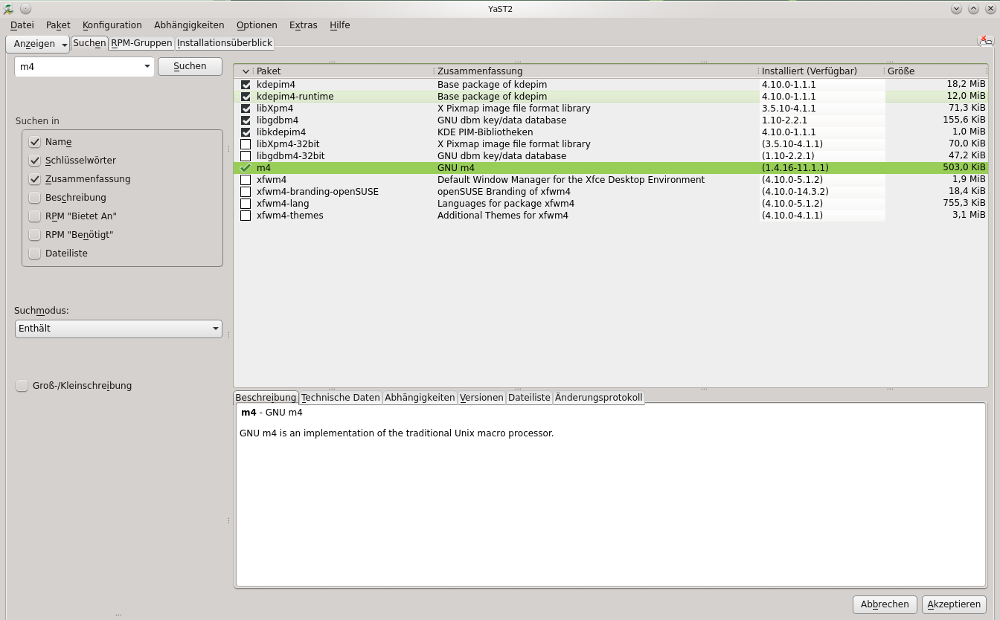 YaST2
Datei Paket Konfiguration Abhängigkeiten Optionen Extras Hilfe
Anzeigen Suchen RPM-Gruppen Installationsüberblick
m4 Suchen
Suchen in
Name
Schlüsselwörter
Zusammenfassung
Beschreibung
RPM "Bietet An"
RPM "Benötigt"
Dateiliste
Suchmodus:
Enthält
Groß-/Kleinschreibung
Paket Zusammenfassung Installiert (Verfügbar) Größe
kdepim4 Base package of kdepim 4.10.0-1.1.1 18,2 MiB
kdepim4-runtime Base package of kdepim 4.10.0-1.1.1 12,0 MiB
libXpm4 X Pixmap image file format library 3.5.10-4.1.1 71,3 KiB
libgdbm4 GNU dbm key/data database 1.10-2.2.1 155,6 KiB
libkdepim4 KDE PIM-Bibliotheken 4.10.0-1.1.1 1,0 MiB
libXpm4-32bit X Pixmap image file format library (3.5.10-4.1.1) 70,0 KiB
libgdbm4-32bit GNU dbm key/data database (1.10-2.2.1) 47,2 KiB
m4 GNU m4 (1.4.16-11.1.1) 503,0 KiB
xfwm4 Default Window Manager for the Xfce Desktop Environment (4.10.0-5.1.2) 1,9 MiB
xfwm4-branding-openSUSE openSUSE Branding of xfwm4 (4.10.0-14.3.2) 18,4 KiB
xfwm4-lang Languages for package xfwm4 (4.10.0-5.1.2) 755,3 KiB
xfwm4-themes Additional Themes for xfwm4 (4.10.0-4.1.1) 3,1 MiB
Beschreibung Technische Daten Abhängigkeiten Versionen Dateiliste Änderungsprotokoll
m4 - GNU m4
GNU m4 is an implementation of the traditional Unix macro processor.
Abbrechen Akzeptieren